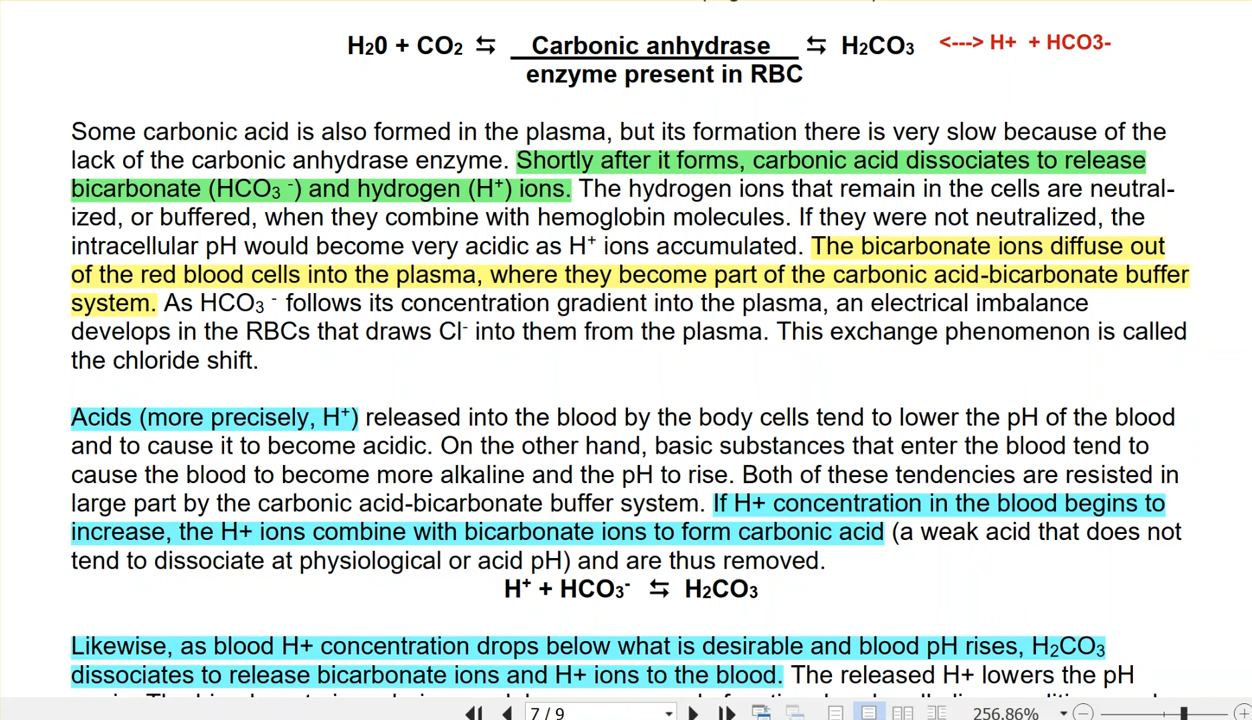 H20 + CO2 ⇆ Carbonic anhydrase ⇆ H2CO3 <---> H+ + HCO3-
enzyme present in RBC
Some carbonic acid is also formed in the plasma, but its formation there is very slow because of the
lack of the carbonic anhydrase enzyme. Shortly after it forms, carbonic acid dissociates to release
bicarbonate (HCO3 -) and hydrogen (H+) ions. The hydrogen ions that remain in the cells are neutral-
ized, or buffered, when they combine with hemoglobin molecules. If they were not neutralized, the
intracellular pH would become very acidic as H+ ions accumulated. The bicarbonate ions diffuse out
of the red blood cells into the plasma, where they become part of the carbonic acid-bicarbonate buffer
system. As HCO3 - follows its concentration gradient into the plasma, an electrical imbalance
develops in the RBCs that draws Cl- into them from the plasma. This exchange phenomenon is called
the chloride shift.
Acids (more precisely, H+) released into the blood by the body cells tend to lower the pH of the blood
and to cause it to become acidic. On the other hand, basic substances that enter the blood tend to
cause the blood to become more alkaline and the pH to rise. Both of these tendencies are resisted in
large part by the carbonic acid-bicarbonate buffer system. If H+ concentration in the blood begins to
increase, the H+ ions combine with bicarbonate ions to form carbonic acid (a weak acid that does not
tend to dissociate at physiological or acid pH) and are thus removed.
H+ + HCO3- ⇆ H2CO3
Likewise, as blood H+ concentration drops below what is desirable and blood pH rises, H2CO3
dissociates to release bicarbonate ions and H+ ions to the blood. The released H+ lowers the pH
7 / 9
256.86%